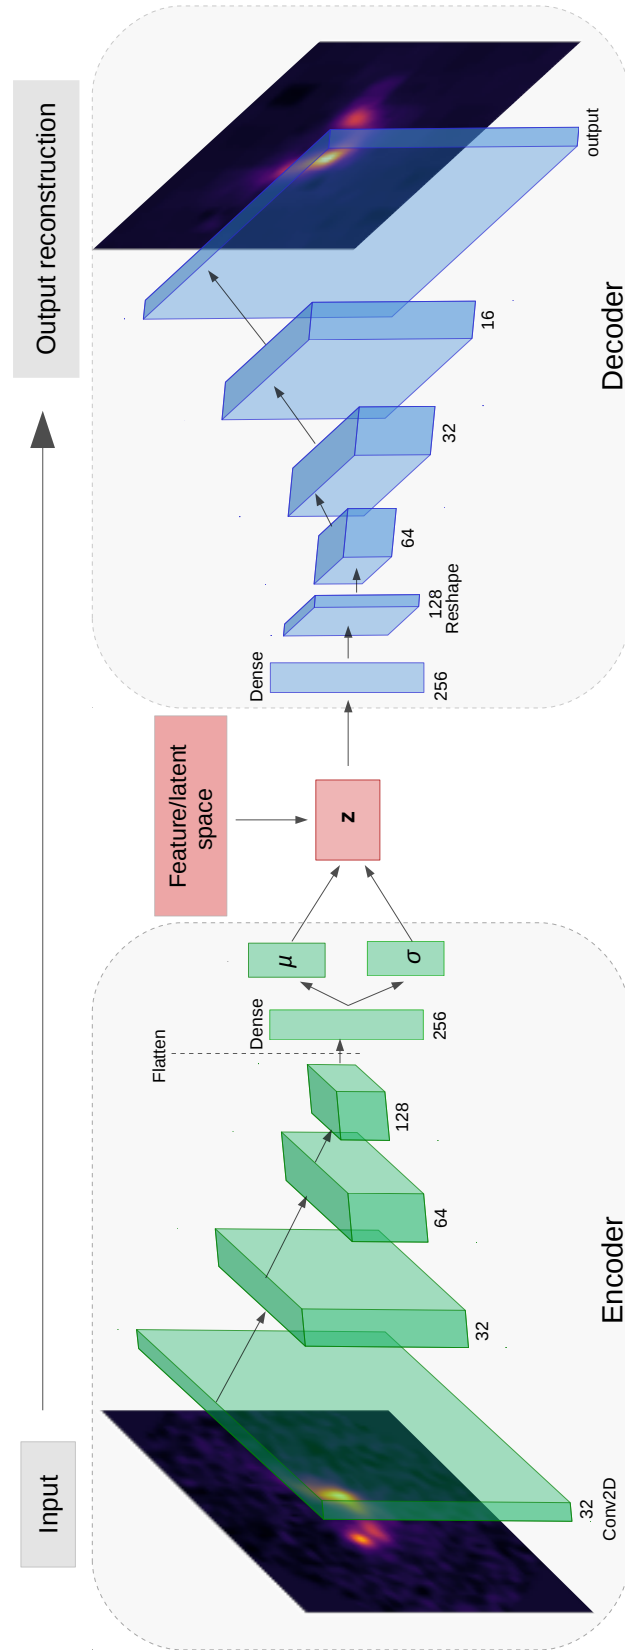 Input
Output reconstruction
32
Conv2D
32
64
128
Flatten
Dense
256
μ
σ
Encoder
Feature/latent
space
z
Dense
256
128
Reshape
64
32
16
output
Decoder